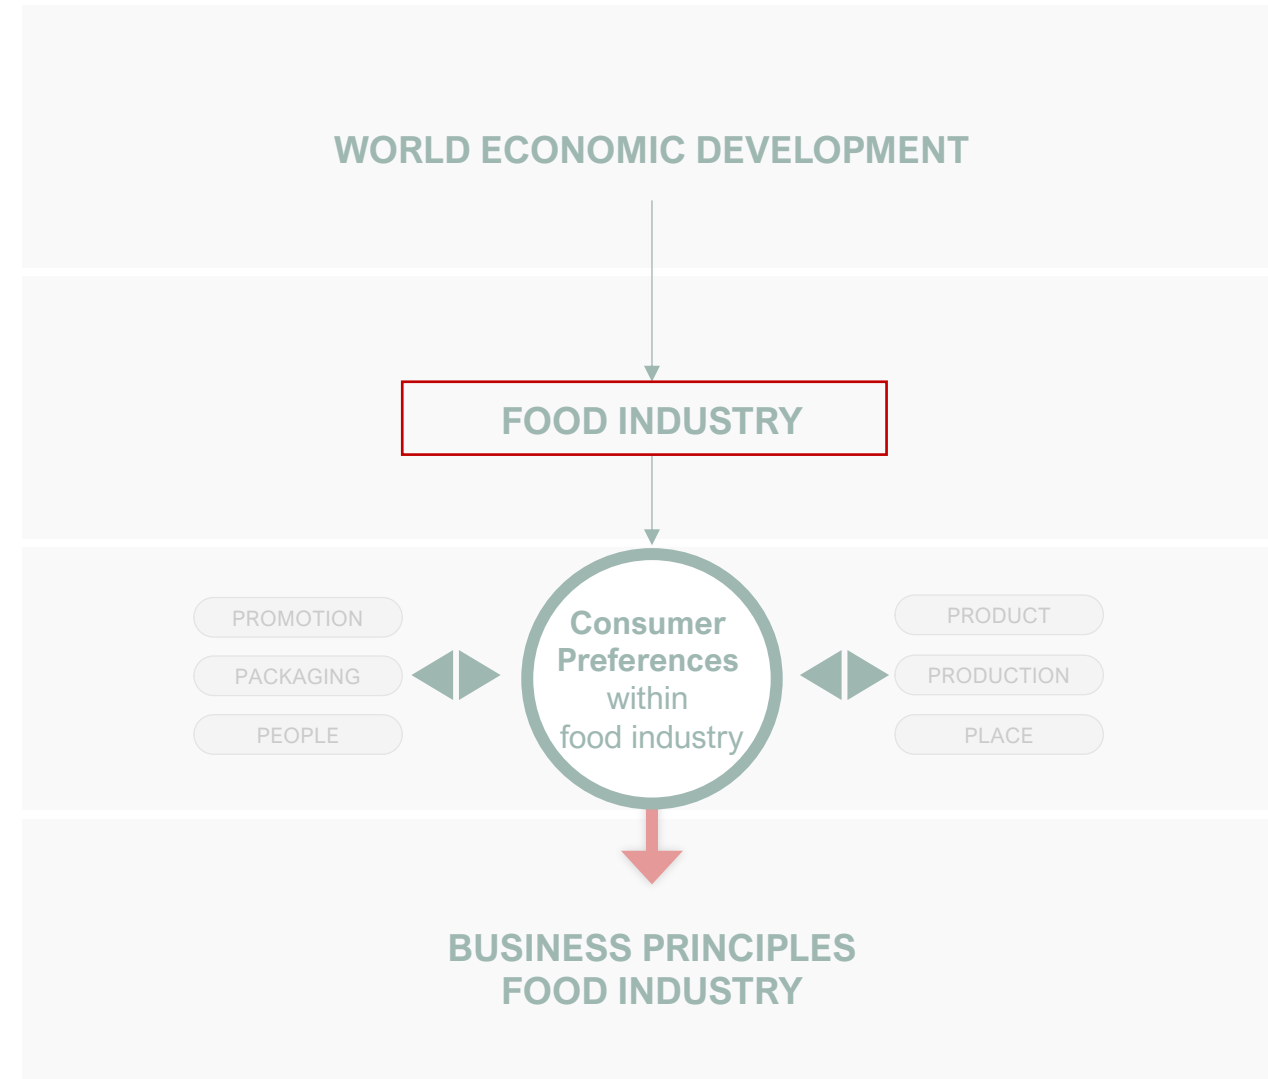 WORLD ECONOMIC DEVELOPMENT
FOOD INDUSTRY
PROMOTION
PACKAGING
PEOPLE
Consumer
Preferences
within
food industry
PRODUCT
PRODUCTION
PLACE
BUSINESS PRINCIPLES
FOOD INDUSTRY